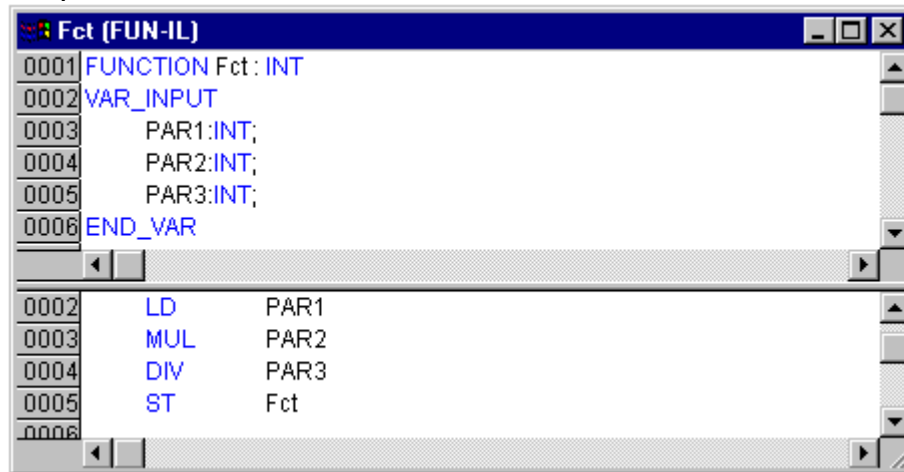 Fct (FUN-IL)
0001 FUNCTION Fct : INT
0002 VAR_INPUT
0003 PAR1:INT;
0004 PAR2:INT;
0005 PAR3:INT;
0006 END_VAR
0002 LD PAR1
0003 MUL PAR2
0004 DIV PAR3
0005 ST Fct
0006